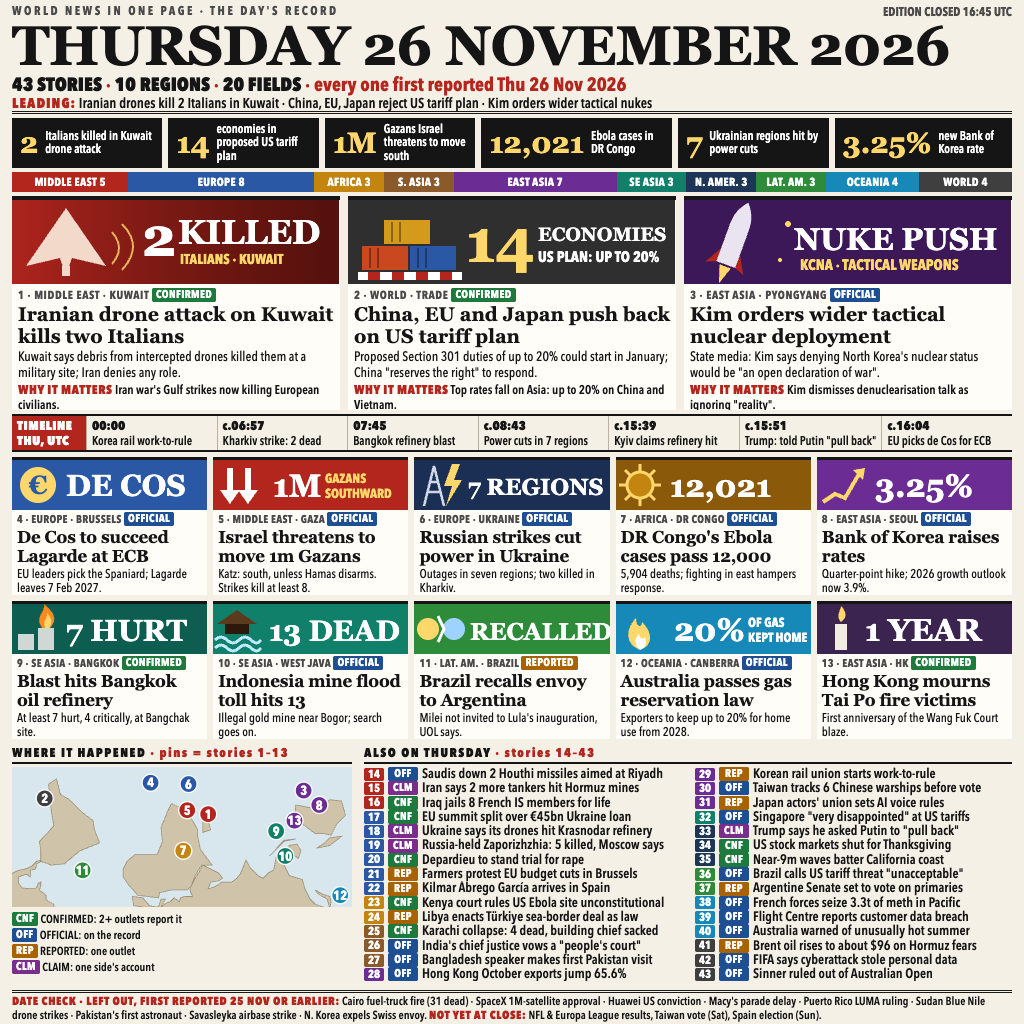 WORLD NEWS IN ONE PAGE · THE DAY'S RECORD
EDITION CLOSED 16:45 UTC
THURSDAY 26 NOVEMBER 2026
43 STORIES · 10 REGIONS · 20 FIELDS · every one first reported Thu 26 Nov 2026
LEADING: Iranian drones kill 2 Italians in Kuwait · China, EU, Japan reject US tariff plan · Kim orders wider tactical nukes
2 Italians killed in Kuwait
drone attack
14 economies in
proposed US tariff
plan
1M Gazans Israel
threatens to move
south
12,021 Ebola cases in
DR Congo
7 Ukrainian regions hit by
power cuts
3.25% new Bank of
Korea rate
MIDDLE EAST 5
EUROPE 8
AFRICA 3
S. ASIA 3
EAST ASIA 7
SE ASIA 3
N. AMER. 3
LAT. AM. 3
OCEANIA 4
WORLD 4
2 KILLED
ITALIANS · KUWAIT
1 · MIDDLE EAST · KUWAIT CONFIRMED
Iranian drone attack on Kuwait
kills two Italians
Kuwait says debris from intercepted drones killed them at a
military site; Iran denies any role.
WHY IT MATTERS Iran war's Gulf strikes now killing European
civilians.
14 ECONOMIES
US PLAN: UP TO 20%
2 · WORLD · TRADE CONFIRMED
China, EU and Japan push back
on US tariff plan
Proposed Section 301 duties of up to 20% could start in January;
China "reserves the right" to respond.
WHY IT MATTERS Top rates fall on Asia: up to 20% on China and
Vietnam.
NUKE PUSH
KCNA · TACTICAL WEAPONS
3 · EAST ASIA · PYONGYANG OFFICIAL
Kim orders wider tactical
nuclear deployment
State media: Kim says denying North Korea's nuclear status
would be "an open declaration of war".
WHY IT MATTERS Kim dismisses denuclearisation talk as
ignoring "reality".
TIMELINE
THU, UTC
00:00
Korea rail work-to-rule
c.06:57
Kharkiv strike: 2 dead
07:45
Bangkok refinery blast
c.08:43
Power cuts in 7 regions
c.15:39
Kyiv claims refinery hit
c.15:51
Trump: told Putin "pull back"
c.16:04
EU picks de Cos for ECB
€ DE COS
4 · EUROPE · BRUSSELS OFFICIAL
De Cos to succeed
Lagarde at ECB
EU leaders pick the Spaniard; Lagarde
leaves 7 Feb 2027.
1M GAZANS
SOUTHWARD
5 · MIDDLE EAST · GAZA OFFICIAL
Israel threatens to
move 1m Gazans
Katz: south, unless Hamas disarms.
Strikes kill at least 8.
7 REGIONS
6 · EUROPE · UKRAINE OFFICIAL
Russian strikes cut
power in Ukraine
Outages in seven regions; two killed in
Kharkiv.
12,021
7 · AFRICA · DR CONGO OFFICIAL
DR Congo's Ebola
cases pass 12,000
5,904 deaths; fighting in east hampers
response.
3.25%
8 · EAST ASIA · SEOUL OFFICIAL
Bank of Korea raises
rates
Quarter-point hike; 2026 growth outlook
now 3.9%.
7 HURT
9 · SE ASIA · BANGKOK CONFIRMED
Blast hits Bangkok
oil refinery
At least 7 hurt, 4 critically, at Bangchak
site.
13 DEAD
10 · SE ASIA · WEST JAVA OFFICIAL
Indonesia mine flood
toll hits 13
Illegal gold mine near Bogor; search
goes on.
RECALLED
11 · LAT. AM. · BRAZIL REPORTED
Brazil recalls envoy
to Argentina
Milei not invited to Lula's inauguration,
UOL says.
20% OF GAS
KEPT HOME
12 · OCEANIA · CANBERRA OFFICIAL
Australia passes gas
reservation law
Exporters to keep up to 20% for home
use from 2028.
1 YEAR
13 · EAST ASIA · HK CONFIRMED
Hong Kong mourns
Tai Po fire victims
First anniversary of the Wang Fuk Court
blaze.
WHERE IT HAPPENED · pins = stories 1-13
2
4
6
5
1
3
8
13
9
7
10
11
12
CNF CONFIRMED: 2+ outlets report it
OFF OFFICIAL: on the record
REP REPORTED: one outlet
CLM CLAIM: one side's account
ALSO ON THURSDAY · stories 14-43
14 OFF Saudis down 2 Houthi missiles aimed at Riyadh
15 CLM Iran says 2 more tankers hit Hormuz mines
16 CNF Iraq jails 8 French IS members for life
17 CNF EU summit split over €45bn Ukraine loan
18 CLM Ukraine says its drones hit Krasnodar refinery
19 CLM Russia-held Zaporizhzhia: 5 killed, Moscow says
20 CNF Depardieu to stand trial for rape
21 REP Farmers protest EU budget cuts in Brussels
22 REP Kilmar Abrego García arrives in Spain
23 CNF Kenya court rules US Ebola site unconstitutional
24 REP Libya enacts Türkiye sea-border deal as law
25 CNF Karachi collapse: 4 dead, building chief sacked
26 OFF India's chief justice vows a "people's court"
27 OFF Bangladesh speaker makes first Pakistan visit
28 OFF Hong Kong October exports jump 65.6%
29 REP Korean rail union starts work-to-rule
30 OFF Taiwan tracks 6 Chinese warships before vote
31 REP Japan actors' union sets AI voice rules
32 OFF Singapore "very disappointed" at US tariffs
33 CLM Trump says he asked Putin to "pull back"
34 CNF US stock markets shut for Thanksgiving
35 CNF Near-9m waves batter California coast
36 OFF Brazil calls US tariff threat "unacceptable"
37 REP Argentine Senate set to vote on primaries
38 OFF French forces seize 3.3t of meth in Pacific
39 OFF Flight Centre reports customer data breach
40 OFF Australia warned of unusually hot summer
41 REP Brent oil rises to about $96 on Hormuz fears
42 OFF FIFA says cyberattack stole personal data
43 OFF Sinner ruled out of Australian Open
DATE CHECK · LEFT OUT, FIRST REPORTED 25 NOV OR EARLIER: Cairo fuel-truck fire (31 dead) · SpaceX 1M-satellite approval · Huawei US conviction · Macy's parade delay · Puerto Rico LUMA ruling · Sudan Blue Nile
drone strikes · Pakistan's first astronaut · Savasleyka airbase strike · N. Korea expels Swiss envoy. NOT YET AT CLOSE: NFL & Europa League results, Taiwan vote (Sat), Spain election (Sun).